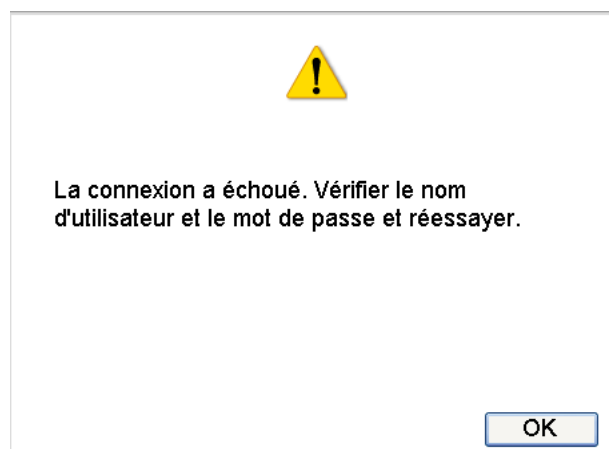 La connexion a échoué. Vérifier le nom
d'utilisateur et le mot de passe et réessayer.
OK